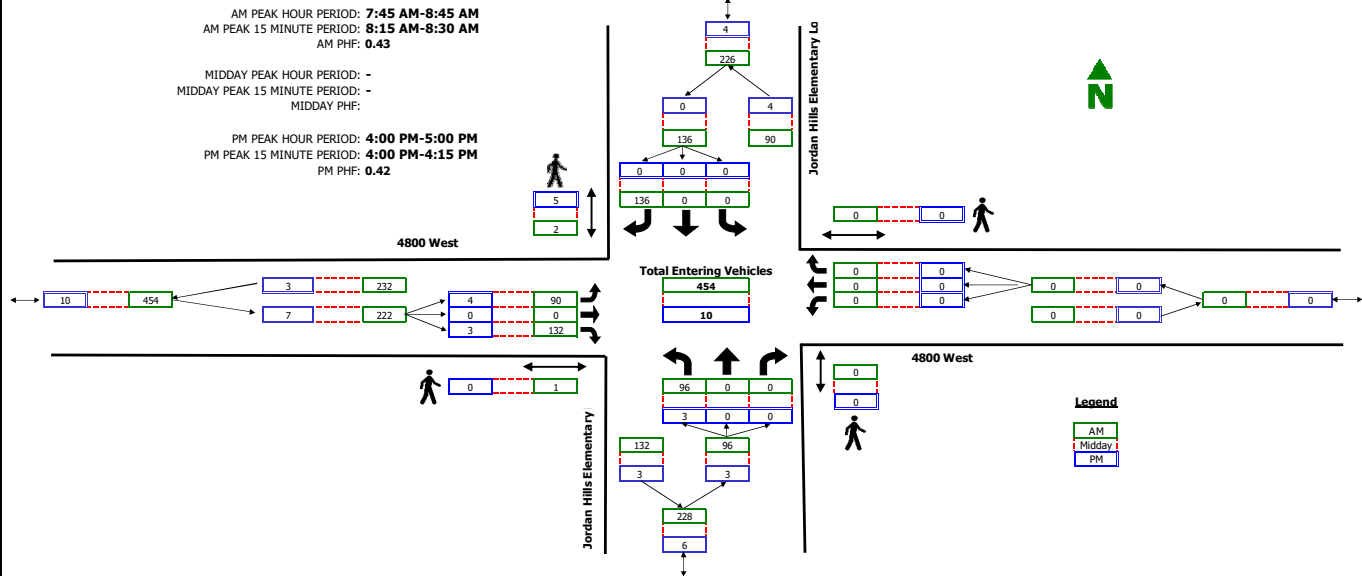 AM PEAK HOUR PERIOD: 7:45 AM-8:45 AM
AM PEAK 15 MINUTE PERIOD: 8:15 AM-8:30 AM
AM PHF: 0.43
MIDDAY PEAK HOUR PERIOD: -
MIDDAY PEAK 15 MINUTE PERIOD: -
MIDDAY PHF:
PM PEAK HOUR PERIOD: 4:00 PM-5:00 PM
PM PEAK 15 MINUTE PERIOD: 4:00 PM-4:15 PM
PM PHF: 0.42
4
226
0 4
136 90
0 0 0
136 0 0
Jordan Hills Elementary Lo
N
5
2
0 0
4800 West
Total Entering Vehicles
454
10
10 454
3 232
7 222
4 90
0 0
3 132
0 0
0 0
0 0
0 0
0 0
0 0
4800 West
0 1
96 0 0
3 0 0
132 96
3 3
228
6
Jordan Hills Elementary
0
0
Legend
AM
Midday
PM